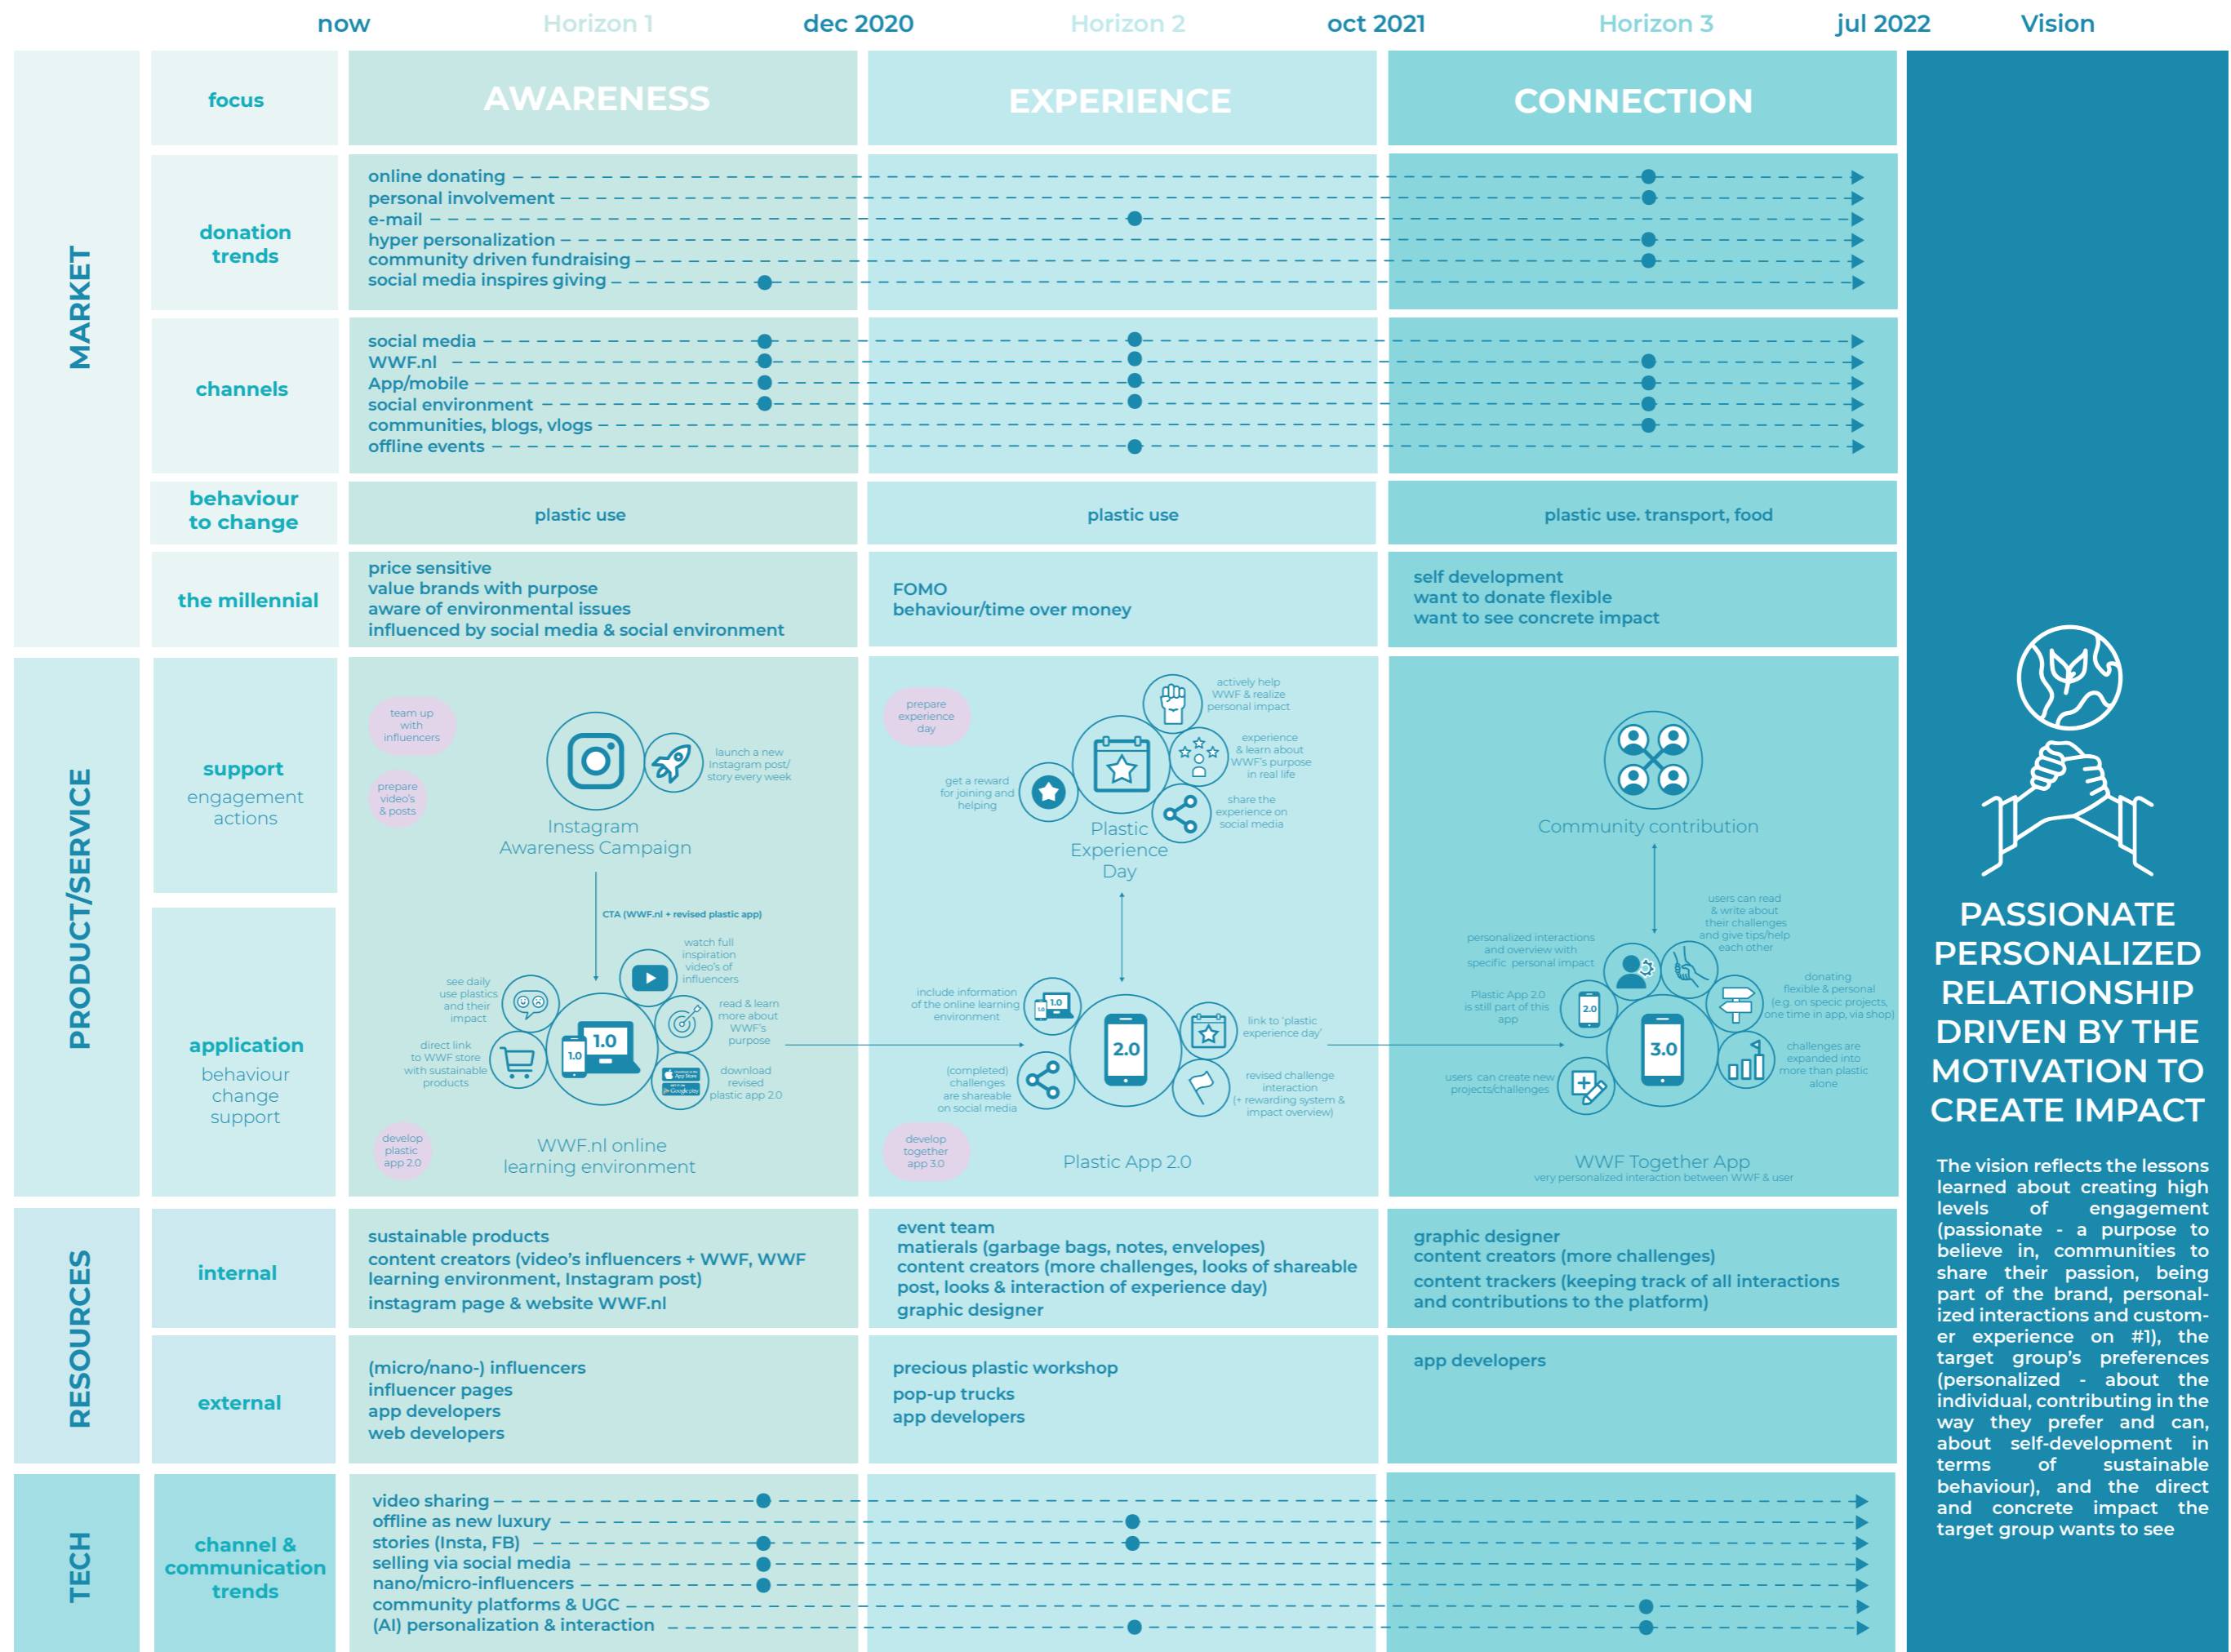 now Horizon 1 dec 2020 Horizon 2 oct 2021 Horizon 3 jul 2022 Vision
MARKET
focus
AWARENESS
EXPERIENCE
CONNECTION
donation
trends
online donating
personal involvement
e-mail
hyper personalization
community driven fundraising
social media inspires giving
channels
social media
WWF.nl
App/mobile
social environment
communities, blogs, vlogs
offline events
behaviour
to change
plastic use
plastic use
plastic use. transport, food
the millennial
price sensitive
value brands with purpose
aware of environmental issues
influenced by social media & social environment
FOMO
behaviour/time over money
self development
want to donate flexible
want to see concrete impact
PRODUCT/SERVICE
support
engagement
actions
team up
with
influencers
prepare
video's
& posts
launch a new
Instagram post/
story every week
Instagram
Awareness Campaign
prepare
experience
day
actively help
WWF & realize
personal impact
experience
& learn about
WWF's purpose
in real life
get a reward
for joining and
helping
share the
experience on
social media
Plastic
Experience
Day
Community contribution
application
behaviour
change
support
CTA (WWF.nl + revised plastic app)
watch full
inspiration
video's of
influencers
see daily
use plastics
and their
impact
read & learn
more about
WWF's
purpose
direct link
to WWF store
with sustainable
products
1.0
1.0
App Store
Google play
download
revised
plastic app 2.0
develop
plastic
app 2.0
WWF.nl online
learning environment
include information
of the online learning
environment
1.0
1.0
link to 'plastic
experience day'
2.0
(completed)
challenges
are shareable
on social media
revised challenge
interaction
(+ rewarding system &
impact overview)
develop
together
app 3.0
Plastic App 2.0
users can read
& write about
their challenges
and give tips/help
each other
personalized interactions
and overview with
specific personal impact
donating
flexible & personal
(e.g. on specic projects,
one time in app, via shop)
Plastic App 2.0
is still part of this
app
2.0
3.0
challenges are
expanded into
more than plastic
alone
users can create new
projects/challenges
WWF Together App
very personalized interaction between WWF & user
RESOURCES
internal
sustainable products
content creators (video's influencers + WWF, WWF
learning environment, Instagram post)
instagram page & website WWF.nl
event team
matierals (garbage bags, notes, envelopes)
content creators (more challenges, looks of shareable
post, looks & interaction of experience day)
graphic designer
graphic designer
content creators (more challenges)
content trackers (keeping track of all interactions
and contributions to the platform)
external
(micro/nano-) influencers
influencer pages
app developers
web developers
precious plastic workshop
pop-up trucks
app developers
app developers
TECH
channel &
communication
trends
video sharing
offline as new luxury
stories (Insta, FB)
selling via social media
nano/micro-influencers
community platforms & UGC
(AI) personalization & interaction
PASSIONATE
PERSONALIZED
RELATIONSHIP
DRIVEN BY THE
MOTIVATION TO
CREATE IMPACT
The vision reflects the lessons
learned about creating high
levels of engagement
(passionate - a purpose to
believe in, communities to
share their passion, being
part of the brand, personal-
ized interactions and custom-
er experience on #1), the
target group's preferences
(personalized - about the
individual, contributing in the
way they prefer and can,
about self-development in
terms of sustainable
behaviour), and the direct
and concrete impact the
target group wants to see